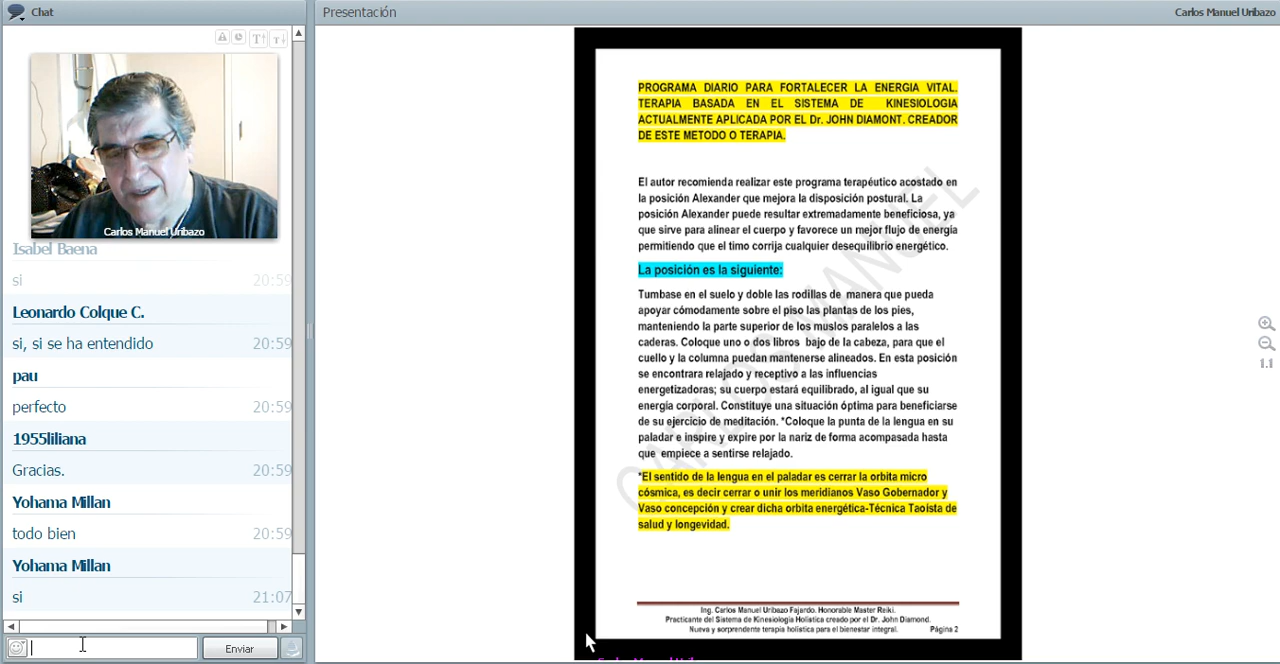 Chat
Presentación
Carlos Manuel Uribazo
Carlos Manuel Uribazo
Isabel Baena
si 20:59
Leonardo Colque C.
si, si se ha entendido 20:59
pau
perfecto 20:59
1955liliana
Gracias. 20:59
Yohama Millan
todo bien 20:59
Yohama Millan
si 21:07
Enviar
PROGRAMA DIARIO PARA FORTALECER LA ENERGIA VITAL.
TERAPIA BASADA EN EL SISTEMA DE KINESIOLOGIA
ACTUALMENTE APLICADA POR EL Dr. JOHN DIAMONT. CREADOR
DE ESTE METODO O TERAPIA.
El autor recomienda realizar este programa terapéutico acostado en
la posición Alexander que mejora la disposición postural. La
posición Alexander puede resultar extremadamente beneficiosa, ya
que sirve para alinear el cuerpo y favorece un mejor flujo de energía
permitiendo que el timo corrija cualquier desequilibrio energético.
La posición es la siguiente:
Tumbase en el suelo y doble las rodillas de manera que pueda
apoyar cómodamente sobre el piso las plantas de los pies,
manteniendo la parte superior de los muslos paralelos a las
caderas. Coloque uno o dos libros bajo de la cabeza, para que el
cuello y la columna puedan mantenerse alineados. En esta posición
se encontrara relajado y receptivo a las influencias
energetizadoras; su cuerpo estará equilibrado, al igual que su
energía corporal. Constituye una situación óptima para beneficiarse
de su ejercicio de meditación. *Coloque la punta de la lengua en su
paladar e inspire y expire por la nariz de forma acompasada hasta
que empiece a sentirse relajado.
*El sentido de la lengua en el paladar es cerrar la orbita micro
cósmica, es decir cerrar o unir los meridianos Vaso Gobernador y
Vaso concepción y crear dicha orbita energética-Técnica Taoísta de
salud y longevidad.
Ing. Carlos Manuel Uribazo Fajardo. Honorable Master Reiki.
Practicante del Sistema de Kinesiología Holística creado por el Dr. John Diamond.
Nueva y sorprendente terapia holística para el bienestar integral. Página 2
1.1